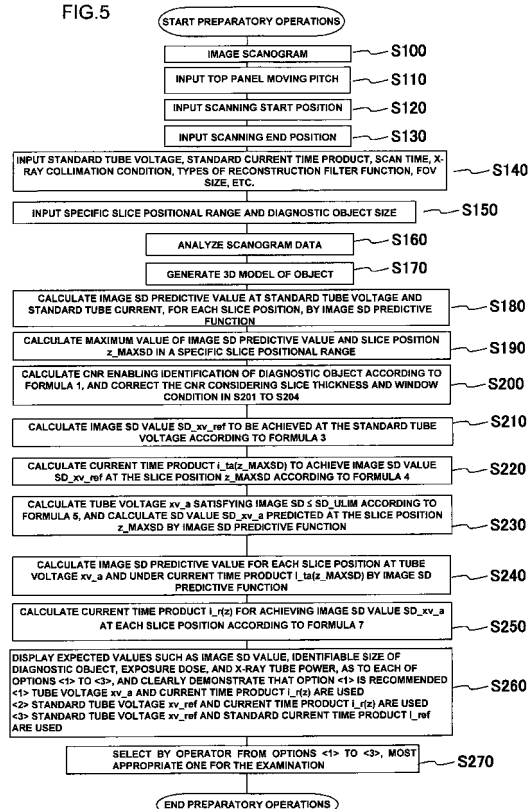 FIG.5
START PREPARATORY OPERATIONS
IMAGE SCANOGRAM
S100
INPUT TOP PANEL MOVING PITCH
S110
INPUT SCANNING START POSITION
S120
INPUT SCANNING END POSITION
S130
INPUT STANDARD TUBE VOLTAGE, STANDARD CURRENT TIME PRODUCT, SCAN TIME, X-
RAY COLLIMATION CONDITION, TYPES OF RECONSTRUCTION FILTER FUNCTION, FOV
SIZE, ETC.
S140
INPUT SPECIFIC SLICE POSITIONAL RANGE AND DIAGNOSTIC OBJECT SIZE
S150
ANALYZE SCANOGRAM DATA
S160
GENERATE 3D MODEL OF OBJECT
S170
CALCULATE IMAGE SD PREDICTIVE VALUE AT STANDARD TUBE VOLTAGE AND
STANDARD TUBE CURRENT, FOR EACH SLICE POSITION, BY IMAGE SD PREDICTIVE
FUNCTION
S180
CALCULATE MAXIMUM VALUE OF IMAGE SD PREDICTIVE VALUE AND SLICE POSITION
z_MAXSD IN A SPECIFIC SLICE POSITIONAL RANGE
S190
CALCULATE CNR ENABLING IDENTIFICATION OF DIAGNOSTIC OBJECT ACCORDING TO
FORMULA 1, AND CORRECT THE CNR CONSIDERING SLICE THICKNESS AND WINDOW
CONDITION IN S201 TO S204
S200
CALCULATE IMAGE SD VALUE SD_xv_ref TO BE ACHIEVED AT THE STANDARD TUBE
VOLTAGE ACCORDING TO FORMULA 3
S210
CALCULATE CURRENT TIME PRODUCT i_ta(z_MAXSD) TO ACHIEVE IMAGE SD VALUE
SD_xv_ref AT THE SLICE POSITION z_MAXSD ACCORDING TO FORMULA 4
S220
CALCULATE TUBE VOLTAGE xv_a SATISFYING IMAGE SD ≤ SD_ULIM ACCORDING TO
FORMULA 5, AND CALCULATE SD VALUE SD_xv_a PREDICTED AT THE SLICE POSITION
z_MAXSD BY IMAGE SD PREDICTIVE FUNCTION
S230
CALCULATE IMAGE SD PREDICTIVE VALUE FOR EACH SLICE POSITION AT TUBE
VOLTAGE xv_a AND UNDER CURRENT TIME PRODUCT i_ta(z_MAXSD) BY IMAGE SD
PREDICTIVE FUNCTION
S240
CALCULATE CURRENT TIME PRODUCT i_r(z) FOR ACHIEVING IMAGE SD VALUE SD_xv_a
AT EACH SLICE POSITION ACCORDING TO FORMULA 7
S250
DISPLAY EXPECTED VALUES SUCH AS IMAGE SD VALUE, IDENTIFIABLE SIZE OF
DIAGNOSTIC OBJECT, EXPOSURE DOSE, AND X-RAY TUBE POWER, AS TO EACH OF
OPTIONS <1> TO <3>, AND CLEARLY DEMONSTRATE THAT OPTION <1> IS RECOMMENDED
<1> TUBE VOLTAGE xv_a AND CURRENT TIME PRODUCT i_r(z) ARE USED
<2> STANDARD TUBE VOLTAGE xv_ref AND CURRENT TIME PRODUCT i_r(z) ARE USED
<3> STANDARD TUBE VOLTAGE xv_ref AND STANDARD CURRENT TIME PRODUCT i_ref
ARE USED
S260
SELECT BY OPERATOR FROM OPTIONS <1> TO <3>, MOST
APPROPRIATE ONE FOR THE EXAMINATION
S270
END PREPARATORY OPERATIONS